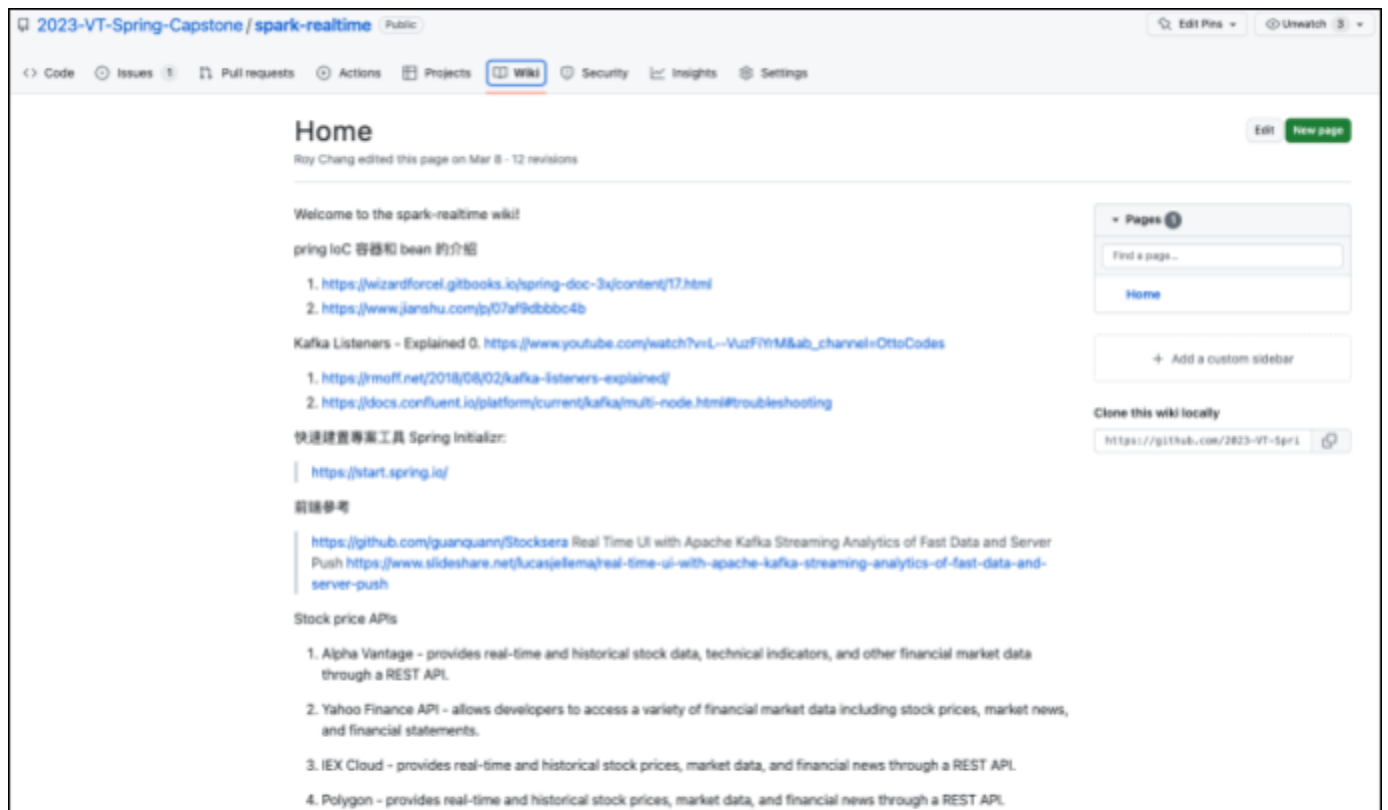 2023-VT-Spring-Capstone / spark-realtime Public
Edit Pins
Unwatch 3
Code
Issues 1
Pull requests
Actions
Projects
Wiki
Security
Insights
Settings
Home
Edit
New page
Roy Chang edited this page on Mar 8 · 12 revisions
Welcome to the spark-realtime wiki!
pring IoC 容器和 bean 的介紹
1. https://wizardforcel.gitbooks.io/spring-doc-3x/content/17.html
2. https://www.jianshu.com/p/07af9dbbbc4b
Kafka Listeners - Explained 0. https://www.youtube.com/watch?v=L--VuzFiYrM&ab_channel=OttoCodes
1. https://rmoff.net/2018/08/02/kafka-listeners-explained/
2. https://docs.confluent.io/platform/current/kafka/multi-node.html#troubleshooting
快速建置專案工具 Spring Initializr:
https://start.spring.io/
前端參考
https://github.com/guanquann/Stocksera Real Time UI with Apache Kafka Streaming Analytics of Fast Data and Server
Push https://www.slideshare.net/lucasjellema/real-time-ui-with-apache-kafka-streaming-analytics-of-fast-data-and-
server-push
Stock price APIs
1. Alpha Vantage - provides real-time and historical stock data, technical indicators, and other financial market data
through a REST API.
2. Yahoo Finance API - allows developers to access a variety of financial market data including stock prices, market news,
and financial statements.
3. IEX Cloud - provides real-time and historical stock prices, market data, and financial news through a REST API.
4. Polygon - provides real-time and historical stock prices, market data, and financial news through a REST API.
Pages 1
Find a page...
Home
+ Add a custom sidebar
Clone this wiki locally
https://github.com/2023-VT-Spri